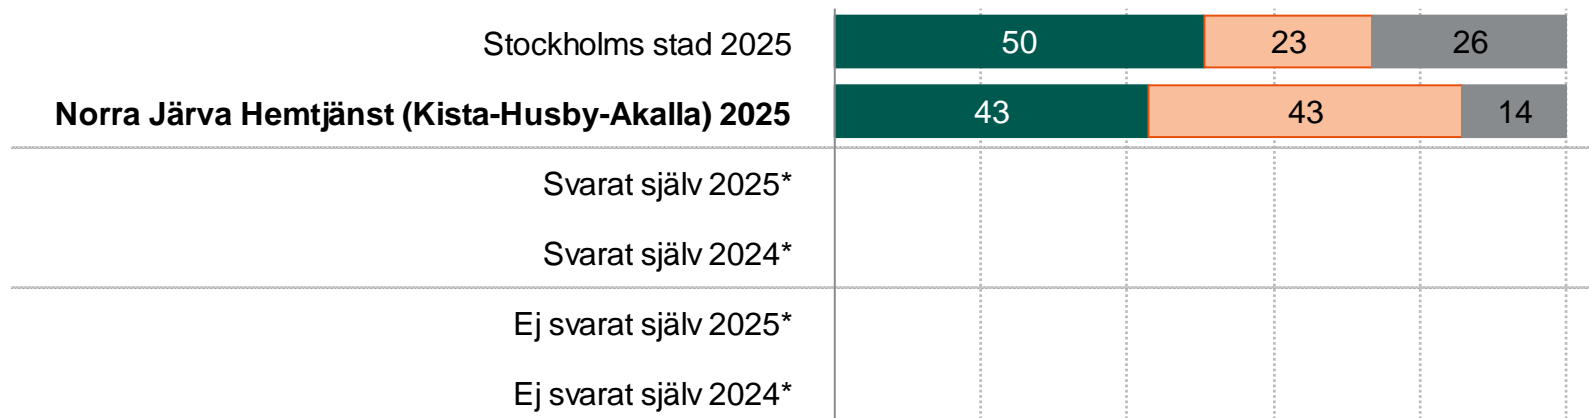 Stockholms stad 2025 50 23 26
Norra Järva Hemtjänst (Kista-Husby-Akalla) 2025 43 43 14
Svarat själv 2025*
Svarat själv 2024*
Ej svarat själv 2025*
Ej svarat själv 2024*